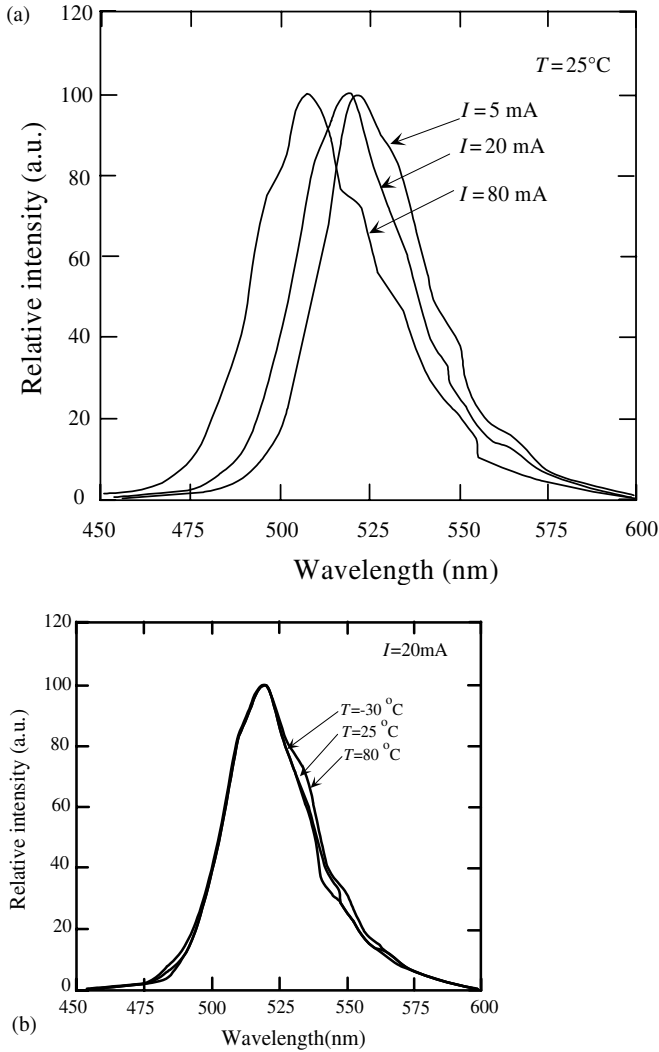 (a)
120
100
80
60
40
20
0
Relative intensity (a.u.)
T = 25°C
I = 5 mA
I = 20 mA
I = 80 mA
450 475 500 525 550 575 600
Wavelength (nm)
120
100
80
60
40
20
0
Relative intensity (a.u.)
I=20mA
T=-30 °C
T=25 °C
T=80 °C
450 475 500 525 550 575 600
Wavelength(nm)
(b)